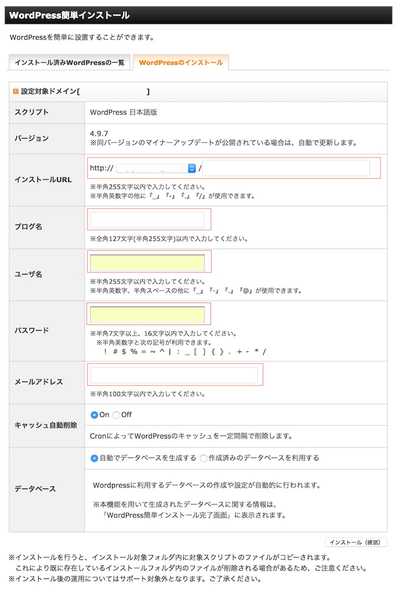 WordPress簡単インストール
WordPressを簡単に設置することができます。
インストール済みWordPressの一覧 WordPressのインストール
設定対象ドメイン[ ]
スクリプト WordPress 日本語版
バージョン 4.9.7
※同バージョンのマイナーアップデートが公開されている場合は、自動で更新します。
インストールURL http:// /
※半角255文字以内で入力してください。
※半角英数字の他に『_』『-』『.』『/』が使用できます。
ブログ名
※全角127文字(半角255文字)以内で入力してください。
ユーザ名
※半角255文字以内で入力してください。
※半角英数字、半角スペースの他に『_』『-』『.』『@』が使用できます。
パスワード
※半角7文字以上、16文字以内で入力してください。
※半角英数字と次の記号が利用できます。
! # $ % = ~ ^ | : _ [ ] { } . + - * /
メールアドレス
※半角100文字以内で入力してください。
キャッシュ自動削除 On Off
CronによってWordPressのキャッシュを一定間隔で削除します。
データベース 自動でデータベースを生成する 作成済みのデータベースを利用する
Wordpressに利用するデータベースの作成や設定が自動的に行われます。
※本機能を用いて生成されたデータベースに関する情報は、
「WordPress簡単インストール完了画面」に表示されます。
インストール（確認）
※インストールを行うと、インストール対象フォルダ内に対象スクリプトのファイルがコピーされます。
これにより既に存在しているインストールフォルダ内のファイルが削除される場合があるため、ご注意ください。
※インストール後の運用についてはサポート対象外となります。ご了承ください。